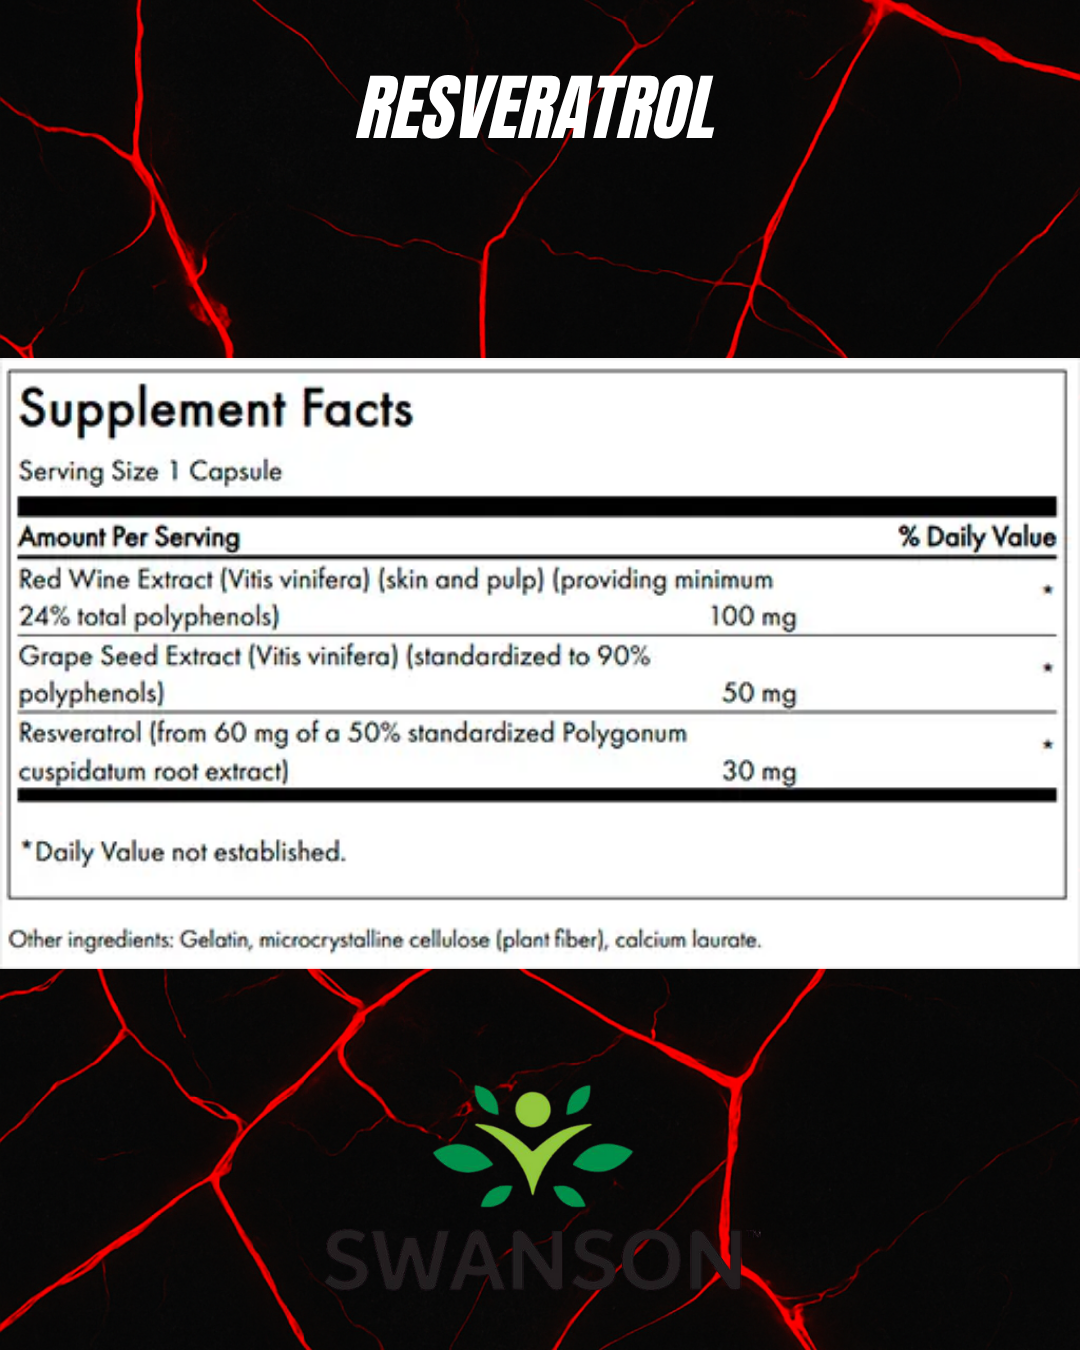 RESVERATROL
Supplement Facts
Serving Size 1 Capsule
Amount Per Serving % Daily Value
Red Wine Extract (Vitis vinifera) (skin and pulp) (providing minimum
24% total polyphenols) 100 mg *
Grape Seed Extract (Vitis vinifera) (standardized to 90%
polyphenols) 50 mg *
Resveratrol (from 60 mg of a 50% standardized Polygonum
cuspidatum root extract) 30 mg *
*Daily Value not established.
Other ingredients: Gelatin, microcrystalline cellulose (plant fiber), calcium laurate.
SWANSON™